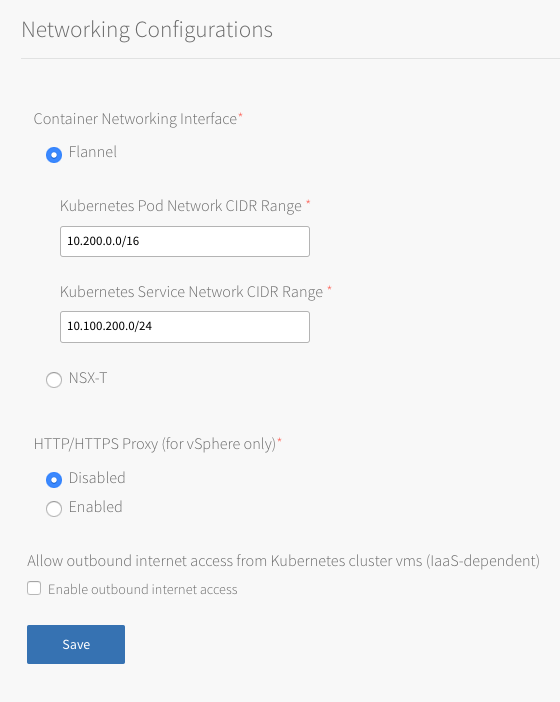 Networking Configurations
Container Networking Interface*
Flannel
Kubernetes Pod Network CIDR Range *
10.200.0.0/16
Kubernetes Service Network CIDR Range *
10.100.200.0/24
NSX-T
HTTP/HTTPS Proxy (for vSphere only)*
Disabled
Enabled
Allow outbound internet access from Kubernetes cluster vms (IaaS-dependent)
Enable outbound internet access
Save